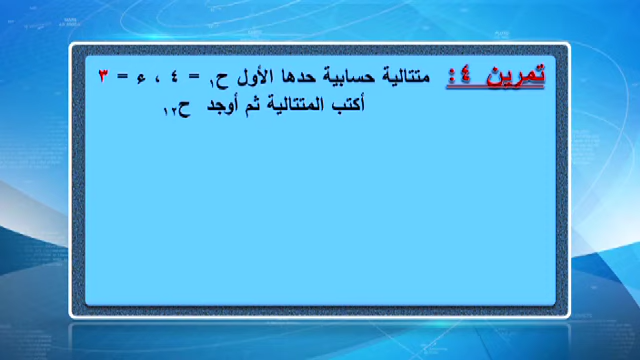 تمرين ٤: متتالية حسابية حدها الأول ح١ = ٤ ، ء = ٣
أكتب المتتالية ثم أوجد ح١٢